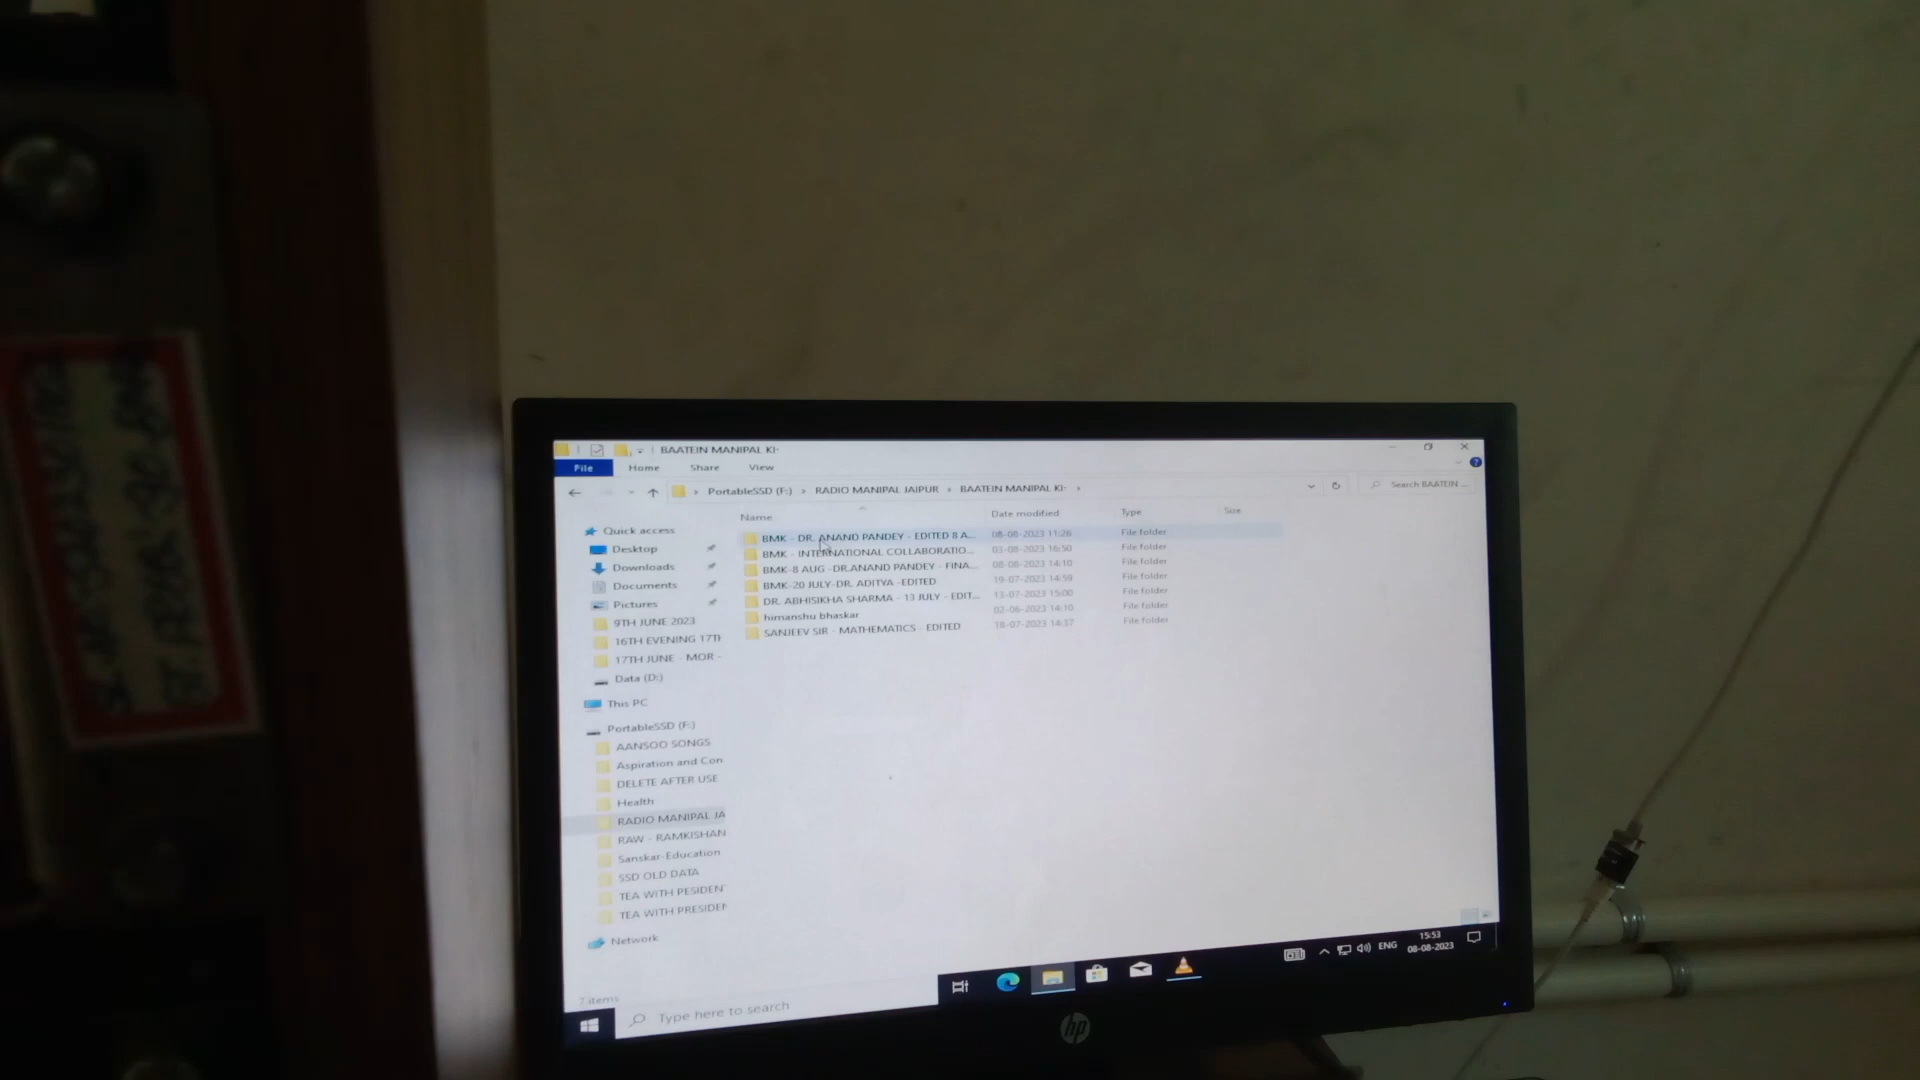 BAATEIN MANIPAL KI-
File Home Share View
PortableSSD (F:) › RADIO MANIPAL JAIPUR › BAATEIN MANIPAL KI- ›
Search BAATEIN ...
Name Date modified Type Size
BMK - DR. ANAND PANDEY - EDITED 8 A... 08-08-2023 11:26 File folder
BMK - INTERNATIONAL COLLABORATIO... 03-08-2023 16:50 File folder
BMK-8 AUG -DR.ANAND PANDEY - FINA... 08-08-2023 14:10 File folder
BMK-20 JULY-DR. ADITYA -EDITED 19-07-2023 14:59 File folder
DR. ABHISIKHA SHARMA - 13 JULY - EDIT... 13-07-2023 15:00 File folder
himanshu bhaskar 02-06-2023 14:10 File folder
SANJEEV SIR - MATHEMATICS - EDITED 18-07-2023 14:37 File folder
Quick access
Desktop
Downloads
Documents
Pictures
9TH JUNE 2023
16TH EVENING 17TH
17TH JUNE - MOR -
Data (D:)
This PC
PortableSSD (F:)
AANSOO SONGS
Aspiration and Con
DELETE AFTER USE
Health
RADIO MANIPAL JA
RAW - RAMKISHAN
Sanskar-Education
SSD OLD DATA
TEA WITH PESIDENT
TEA WITH PRESIDEN
Network
7 items
Type here to search
ENG
15:53
08-08-2023
hp